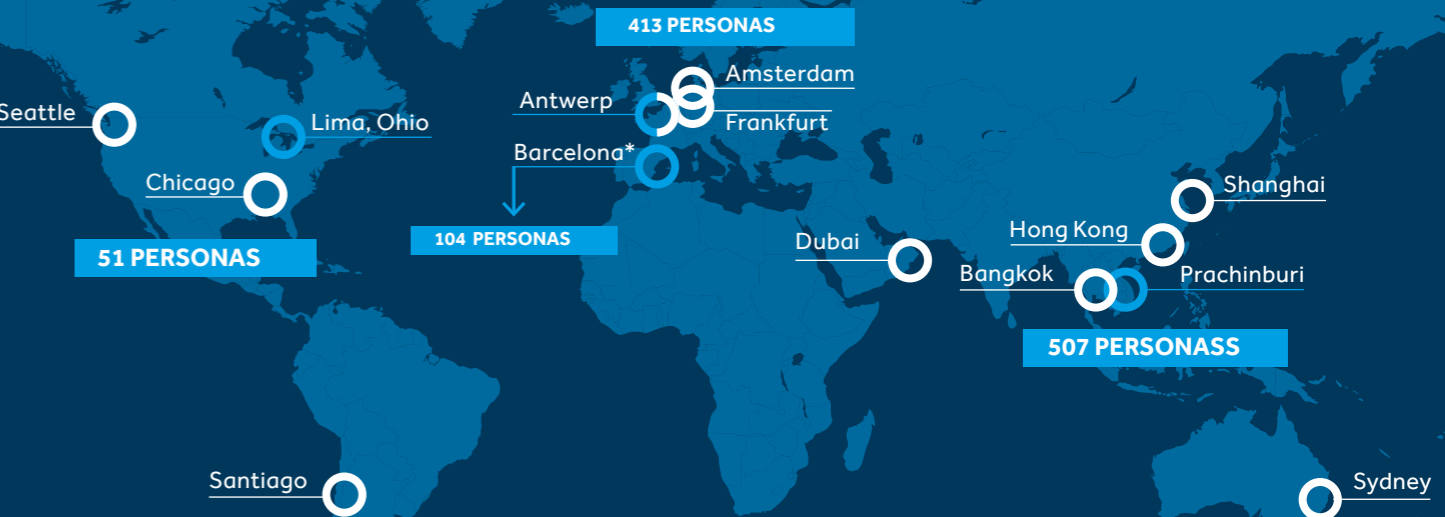 413 PERSONAS
Amsterdam
Seattle
Antwerp
Lima, Ohio
Frankfurt
Barcelona*
Chicago
Shanghai
104 PERSONAS
Hong Kong
Dubai
51 PERSONAS
Bangkok
Prachinburi
507 PERSONASS
Santiago
Sydney